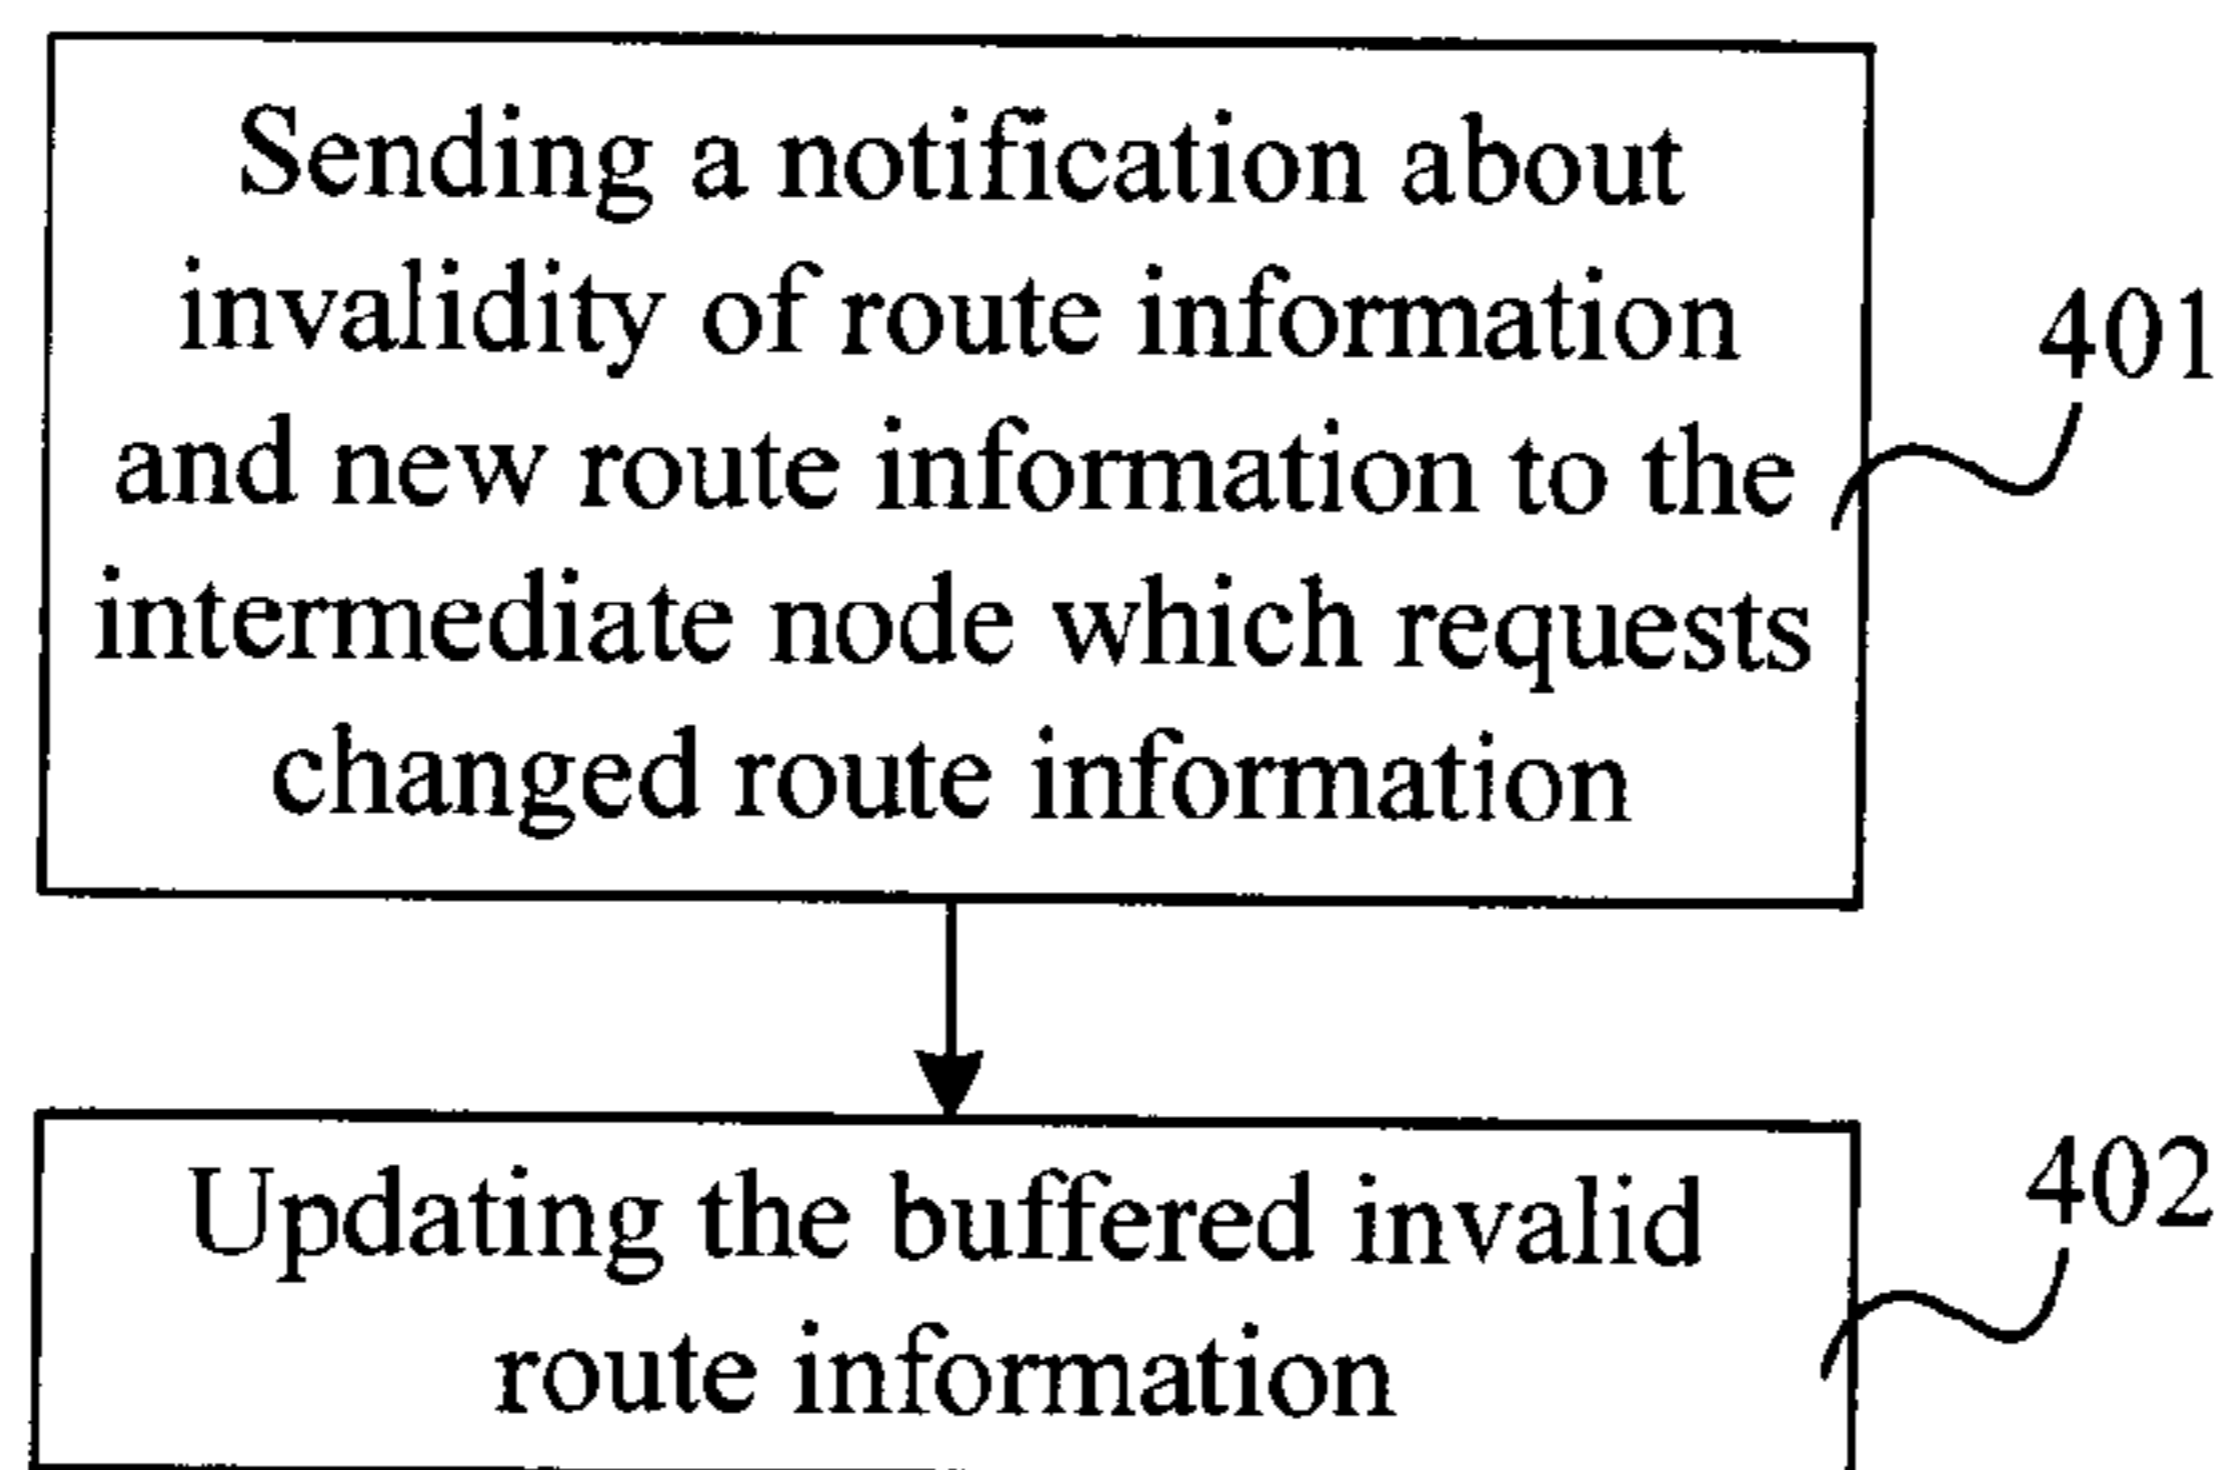 Sending a notification about
invalidity of route information
and new route information to the
intermediate node which requests
changed route information
401
Updating the buffered invalid
route information
402